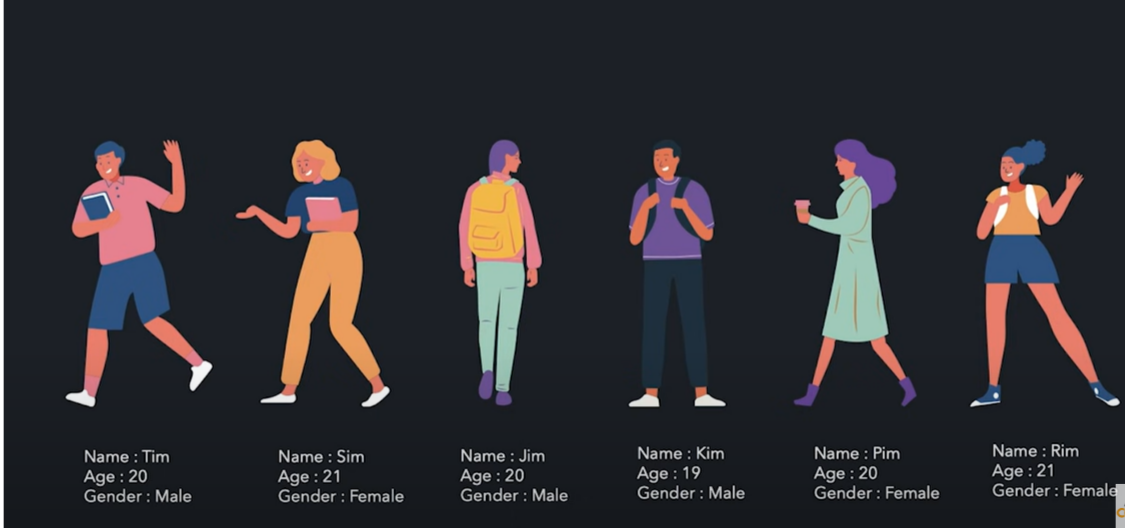 Name : Tim
Age : 20
Gender : Male
Name : Sim
Age : 21
Gender : Female
Name : Jim
Age : 20
Gender : Male
Name : Kim
Age : 19
Gender : Male
Name : Pim
Age : 20
Gender : Female
Name : Rim
Age : 21
Gender : Female